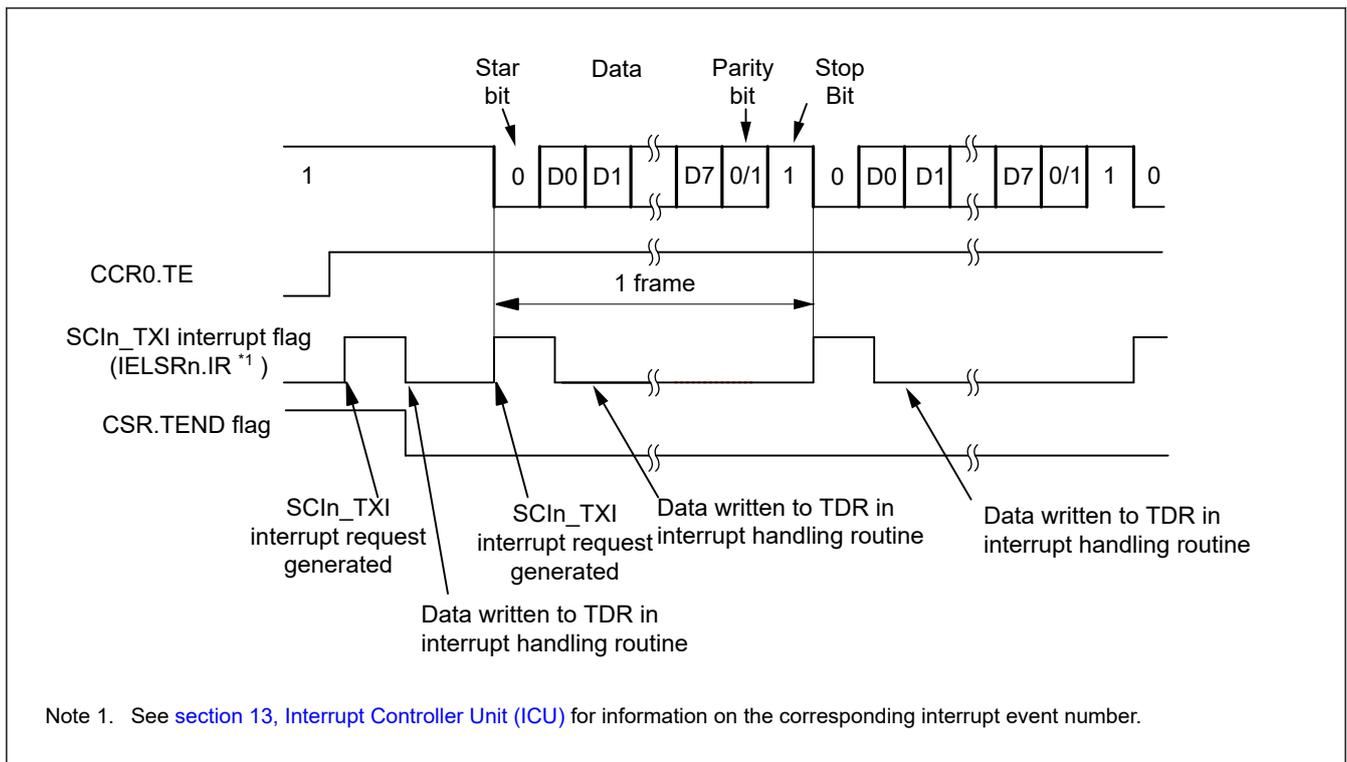 Star
bit
Data
Parity
bit
Stop
Bit
1
0 D0 D1 D7 0/1 1 0 D0 D1 D7 0/1 1 0
CCR0.TE
1 frame
SCIn_TXI interrupt flag
(IELSRn.IR *1 )
CSR.TEND flag
SCIn_TXI
interrupt request
generated
Data written to TDR in
interrupt handling routine
SCIn_TXI
interrupt request
generated
Data written to TDR in
interrupt handling routine
Data written to TDR in
interrupt handling routine
Note 1. See section 13, Interrupt Controller Unit (ICU) for information on the corresponding interrupt event number.